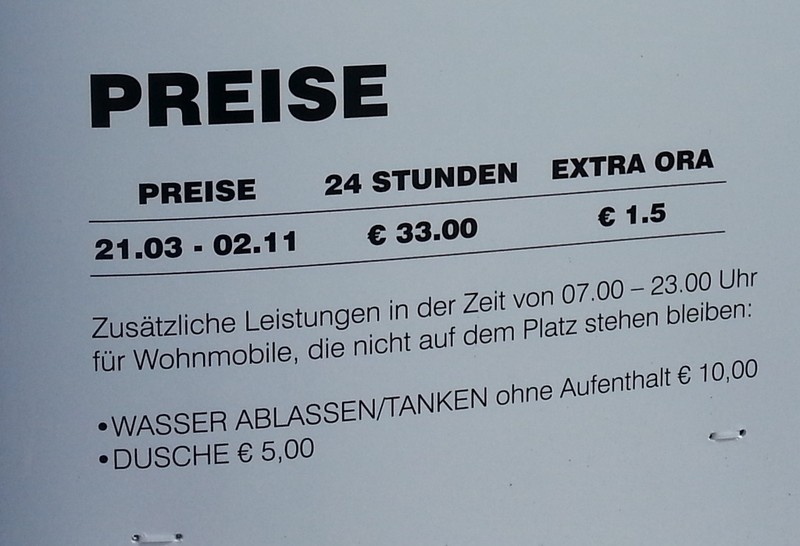 PREISE
PREISE 24 STUNDEN EXTRA ORA
21.03 - 02.11 € 33.00 € 1.5
Zusätzliche Leistungen in der Zeit von 07.00 – 23.00 Uhr
für Wohnmobile, die nicht auf dem Platz stehen bleiben:
•WASSER ABLASSEN/TANKEN ohne Aufenthalt € 10,00
•DUSCHE € 5,00